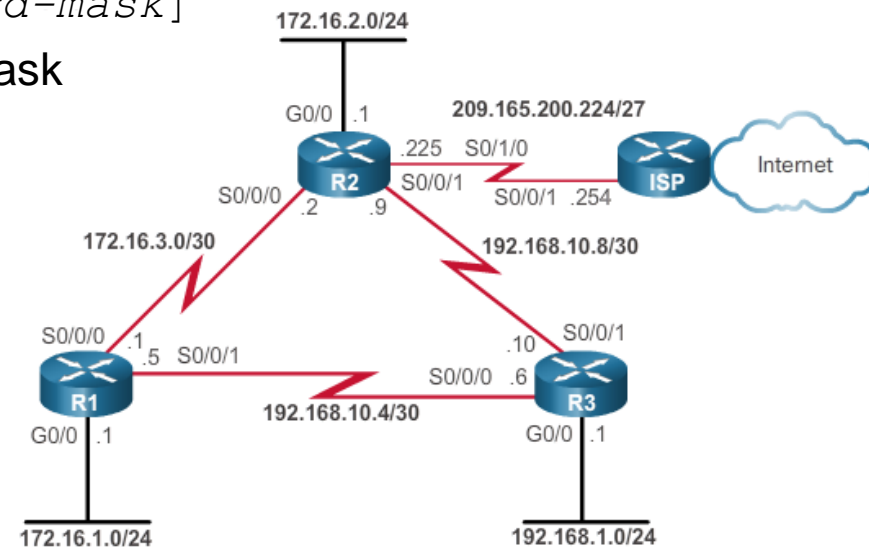 d-mask]
ask
172.16.2.0/24
G0/0 .1
209.165.200.224/27
.225 S0/1/0
Internet
R2
ISP
S0/0/0
S0/0/1
S0/0/1 .254
.2
.9
172.16.3.0/30
192.168.10.8/30
S0/0/0
.1
S0/0/1
.10
.5 S0/0/1
S0/0/0 .6
R1
R3
192.168.10.4/30
G0/0 .1
G0/0 .1
172.16.1.0/24
192.168.1.0/24